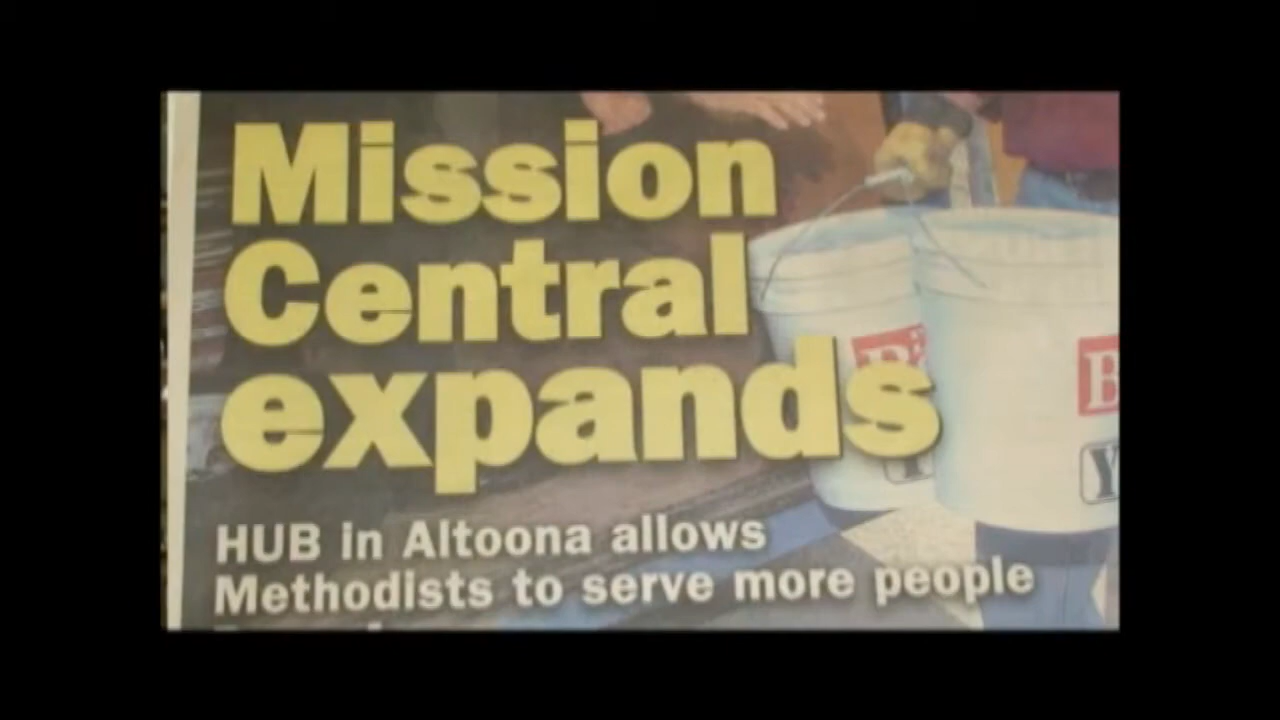 Mission
Central
expands
HUB in Altoona allows
Methodists to serve more people